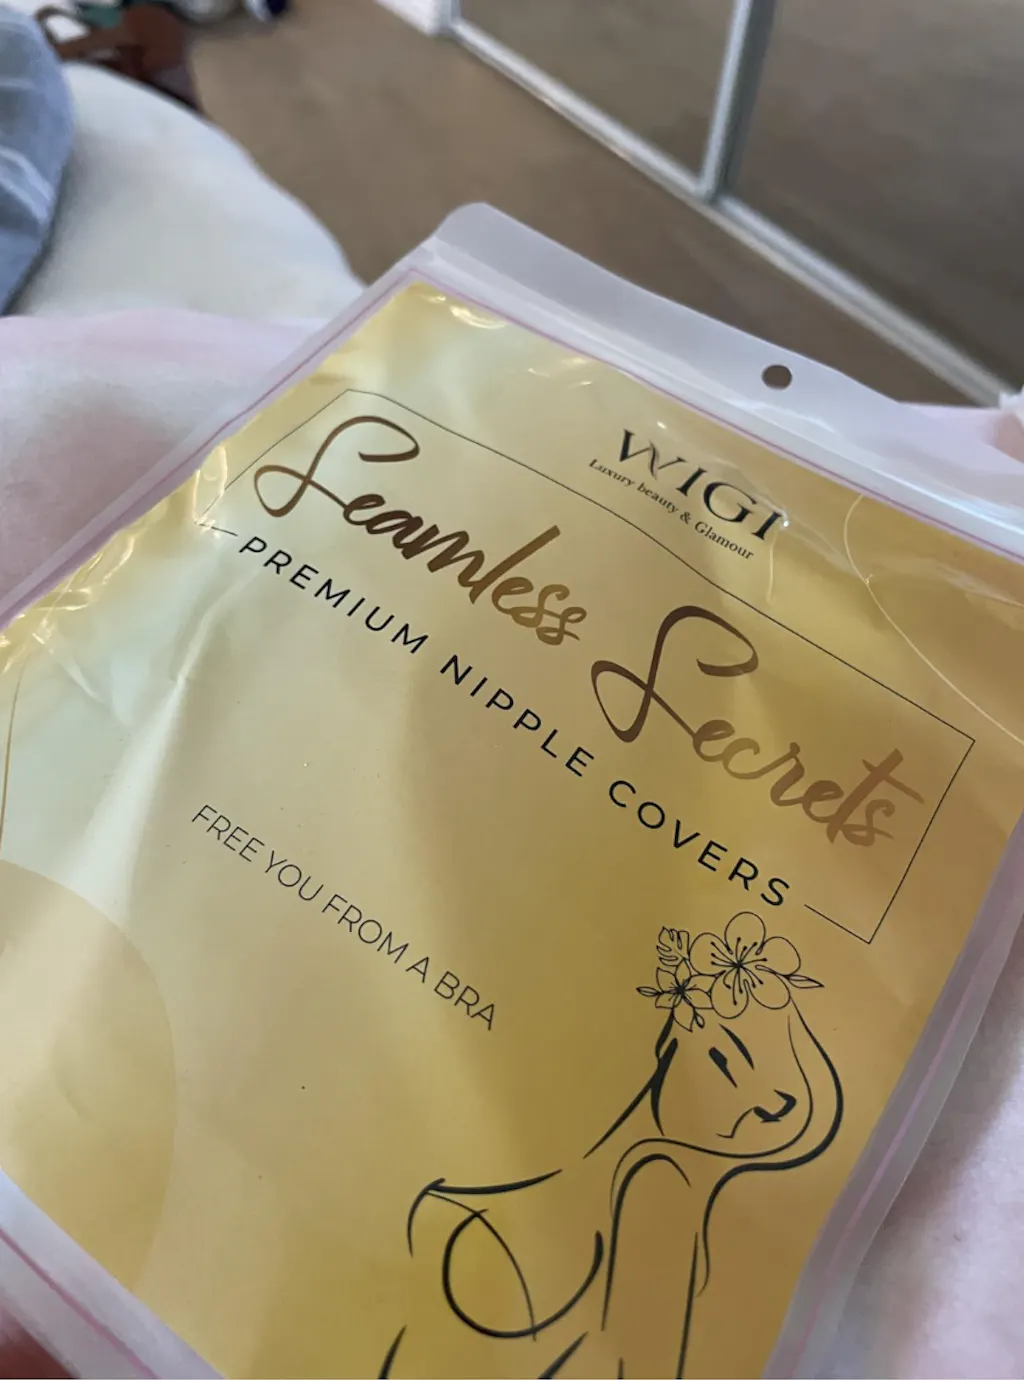 WIGI
Luxury beauty & Glamour
Seamless Secrets
PREMIUM NIPPLE COVERS
FREE YOU FROM A BRA